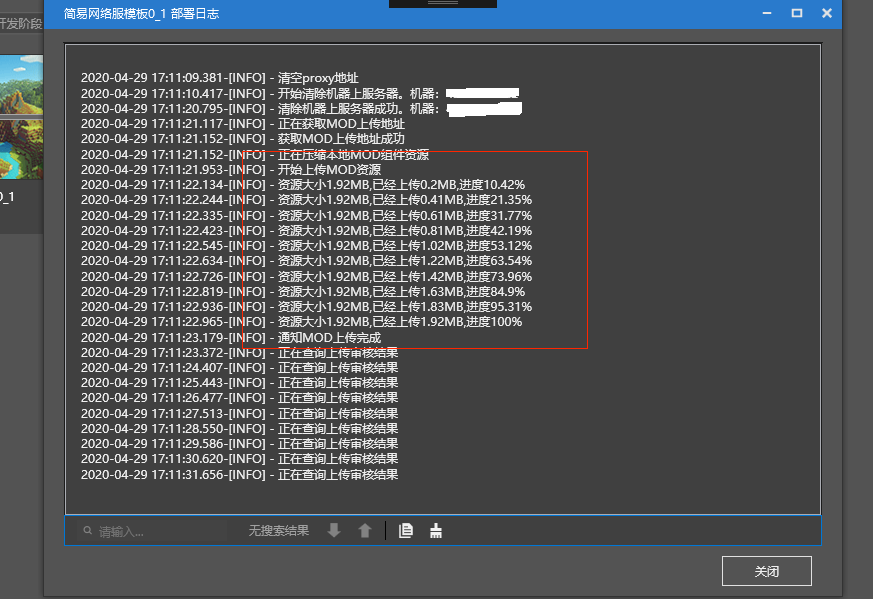 简易网络服模板0_1 部署日志
开发阶段
0_1
2020-04-29 17:11:09.381-[INFO] - 清空proxy地址
2020-04-29 17:11:10.417-[INFO] - 开始清除机器上服务器。机器：
2020-04-29 17:11:20.795-[INFO] - 清除机器上服务器成功。机器：
2020-04-29 17:11:21.117-[INFO] - 正在获取MOD上传地址
2020-04-29 17:11:21.152-[INFO] - 获取MOD上传地址成功
2020-04-29 17:11:21.152-[INFO] - 正在压缩本地MOD组件资源
2020-04-29 17:11:21.953-[INFO] - 开始上传MOD资源
2020-04-29 17:11:22.134-[INFO] - 资源大小1.92MB,已经上传0.2MB,进度10.42%
2020-04-29 17:11:22.244-[INFO] - 资源大小1.92MB,已经上传0.41MB,进度21.35%
2020-04-29 17:11:22.335-[INFO] - 资源大小1.92MB,已经上传0.61MB,进度31.77%
2020-04-29 17:11:22.423-[INFO] - 资源大小1.92MB,已经上传0.81MB,进度42.19%
2020-04-29 17:11:22.545-[INFO] - 资源大小1.92MB,已经上传1.02MB,进度53.12%
2020-04-29 17:11:22.634-[INFO] - 资源大小1.92MB,已经上传1.22MB,进度63.54%
2020-04-29 17:11:22.726-[INFO] - 资源大小1.92MB,已经上传1.42MB,进度73.96%
2020-04-29 17:11:22.819-[INFO] - 资源大小1.92MB,已经上传1.63MB,进度84.9%
2020-04-29 17:11:22.936-[INFO] - 资源大小1.92MB,已经上传1.83MB,进度95.31%
2020-04-29 17:11:22.965-[INFO] - 资源大小1.92MB,已经上传1.92MB,进度100%
2020-04-29 17:11:23.179-[INFO] - 通知MOD上传完成
2020-04-29 17:11:23.372-[INFO] - 正在查询上传审核结果
2020-04-29 17:11:24.407-[INFO] - 正在查询上传审核结果
2020-04-29 17:11:25.443-[INFO] - 正在查询上传审核结果
2020-04-29 17:11:26.477-[INFO] - 正在查询上传审核结果
2020-04-29 17:11:27.513-[INFO] - 正在查询上传审核结果
2020-04-29 17:11:28.550-[INFO] - 正在查询上传审核结果
2020-04-29 17:11:29.586-[INFO] - 正在查询上传审核结果
2020-04-29 17:11:30.620-[INFO] - 正在查询上传审核结果
2020-04-29 17:11:31.656-[INFO] - 正在查询上传审核结果
请输入...
无搜索结果
关闭